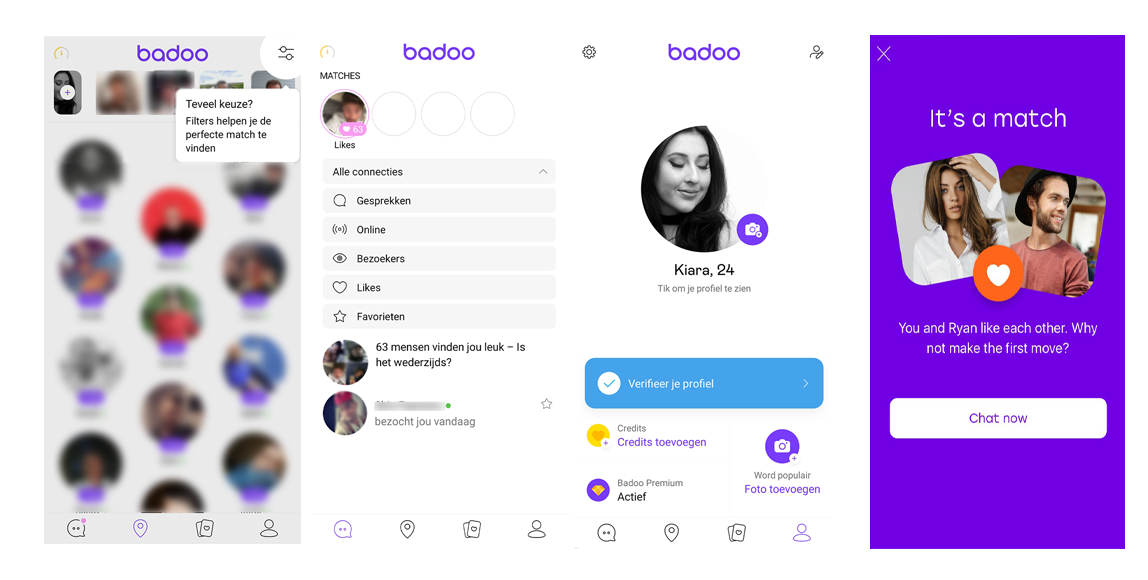 badoo
Teveel keuze?
Filters helpen je de
perfecte match te
vinden
badoo
MATCHES
63
Likes
Alle connecties
Gesprekken
Online
Bezoekers
Likes
Favorieten
63 mensen vinden jou leuk – Is
het wederzijds?
bezocht jou vandaag
badoo
Kiara, 24
Tik om je profiel te zien
Verifieer je profiel
Credits
Credits toevoegen
Badoo Premium
Actief
Word populair
Foto toevoegen
It's a match
You and Ryan like each other. Why
not make the first move?
Chat now